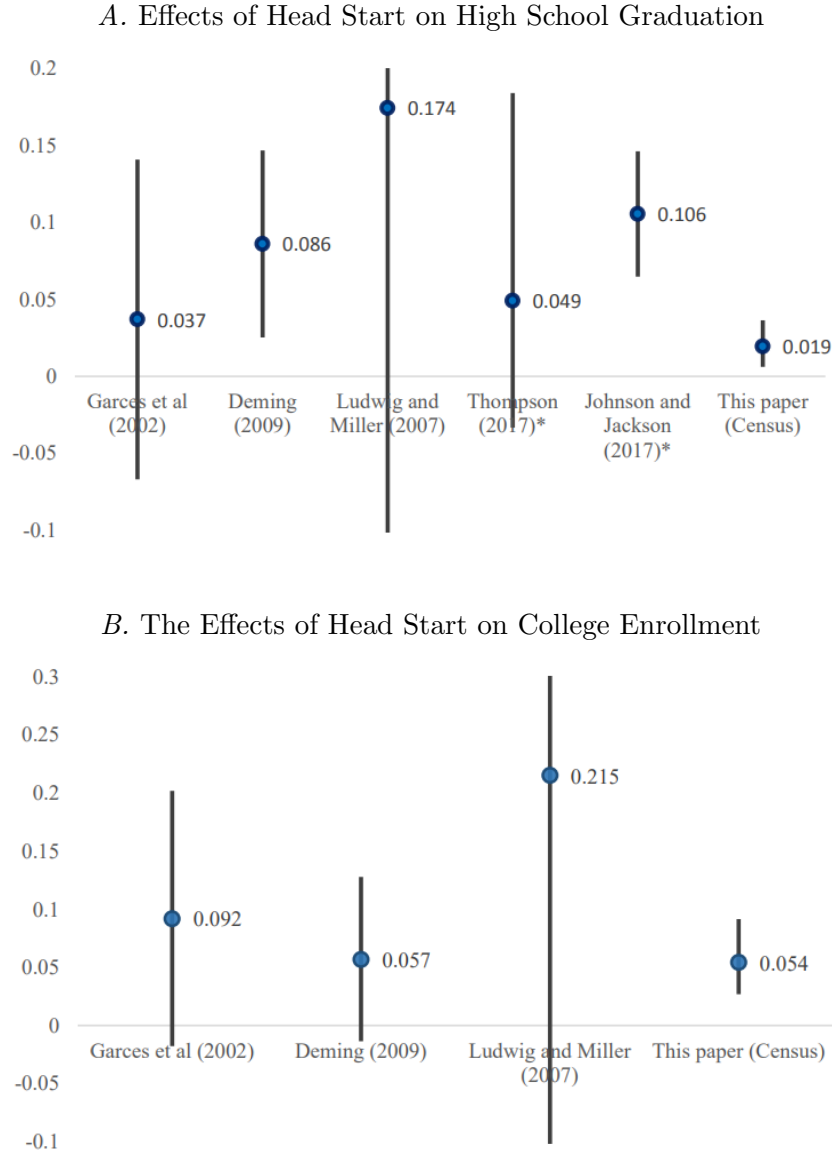 A. Effects of Head Start on High School Graduation
0.2
0.15
0.1
0.05
0
-0.05
-0.1
0.037
0.086
0.174
0.049
0.106
0.019
Garces et al
(2002)
Deming
(2009)
Ludwig and
Miller (2007)
Thompson
(2017)*
Johnson and
Jackson
(2017)*
This paper
(Census)
B. The Effects of Head Start on College Enrollment
0.3
0.25
0.2
0.15
0.1
0.05
0
-0.05
-0.1
0.092
0.057
0.215
0.054
Garces et al (2002)
Deming (2009)
Ludwig and Miller
(2007)
This paper (Census)